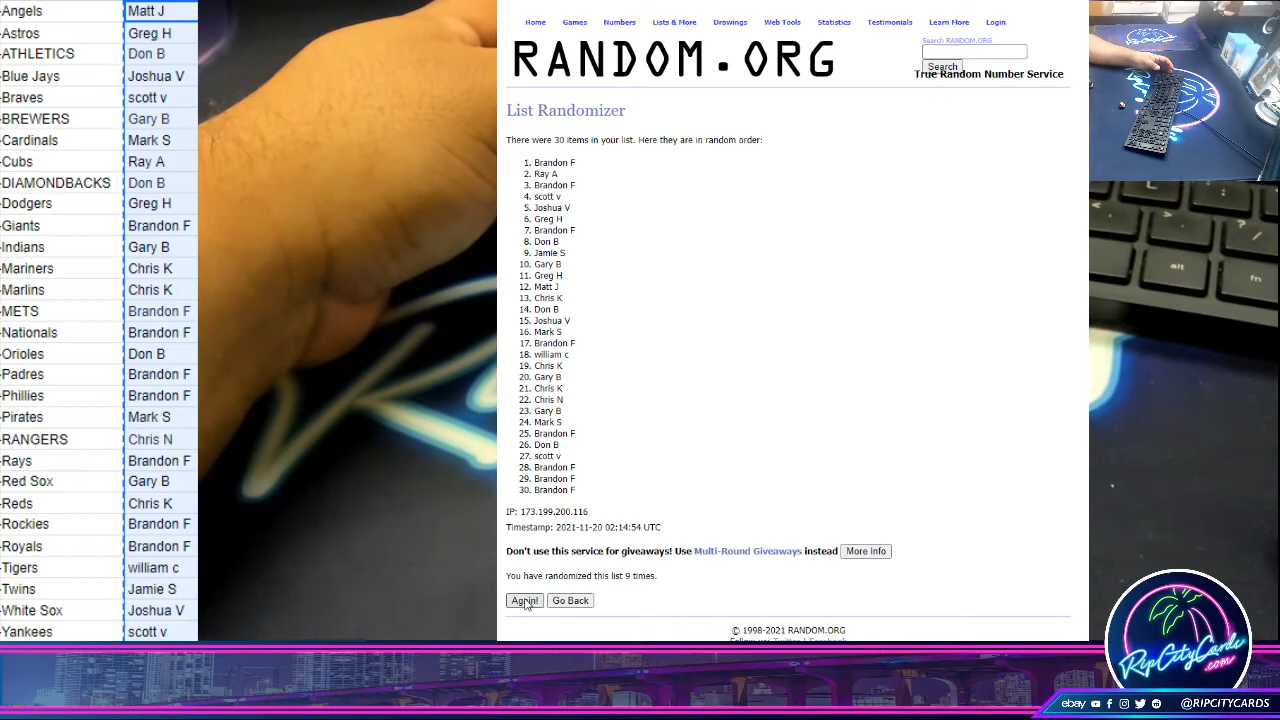 -Angels Matt J
-Astros Greg H
-ATHLETICS Don B
-Blue Jays Joshua V
-Braves scott v
-BREWERS Gary B
-Cardinals Mark S
-Cubs Ray A
-DIAMONDBACKS Don B
-Dodgers Greg H
-Giants Brandon F
-Indians Gary B
-Mariners Chris K
-Marlins Chris K
-METS Brandon F
-Nationals Brandon F
-Orioles Don B
-Padres Brandon F
-Phillies Brandon F
-Pirates Mark S
-RANGERS Chris N
-Rays Brandon F
-Red Sox Gary B
-Reds Chris K
-Rockies Brandon F
-Royals Brandon F
-Tigers william c
-Twins Jamie S
-White Sox Joshua V
-Yankees scott v
Home Games Numbers Lists & More Drawings Web Tools Statistics Testimonials Learn More Login
RANDOM.ORG
Search RANDOM.ORG
Search
True Random Number Service
List Randomizer
There were 30 items in your list. Here they are in random order:
1. Brandon F
2. Ray A
3. Brandon F
4. scott v
5. Joshua V
6. Greg H
7. Brandon F
8. Don B
9. Jamie S
10. Gary B
11. Greg H
12. Matt J
13. Chris K
14. Don B
15. Joshua V
16. Mark S
17. Brandon F
18. william c
19. Chris K
20. Gary B
21. Chris K
22. Chris N
23. Gary B
24. Mark S
25. Brandon F
26. Don B
27. scott v
28. Brandon F
29. Brandon F
30. Brandon F
IP: 173.199.200.116
Timestamp: 2021-11-20 02:14:54 UTC
Don't use this service for giveaways! Use Multi-Round Giveaways instead More Info
You have randomized this list 9 times.
Again! Go Back
© 1998-2021 RANDOM.ORG
alt
RipCityCards
.com
ebay @RIPCITYCARDS